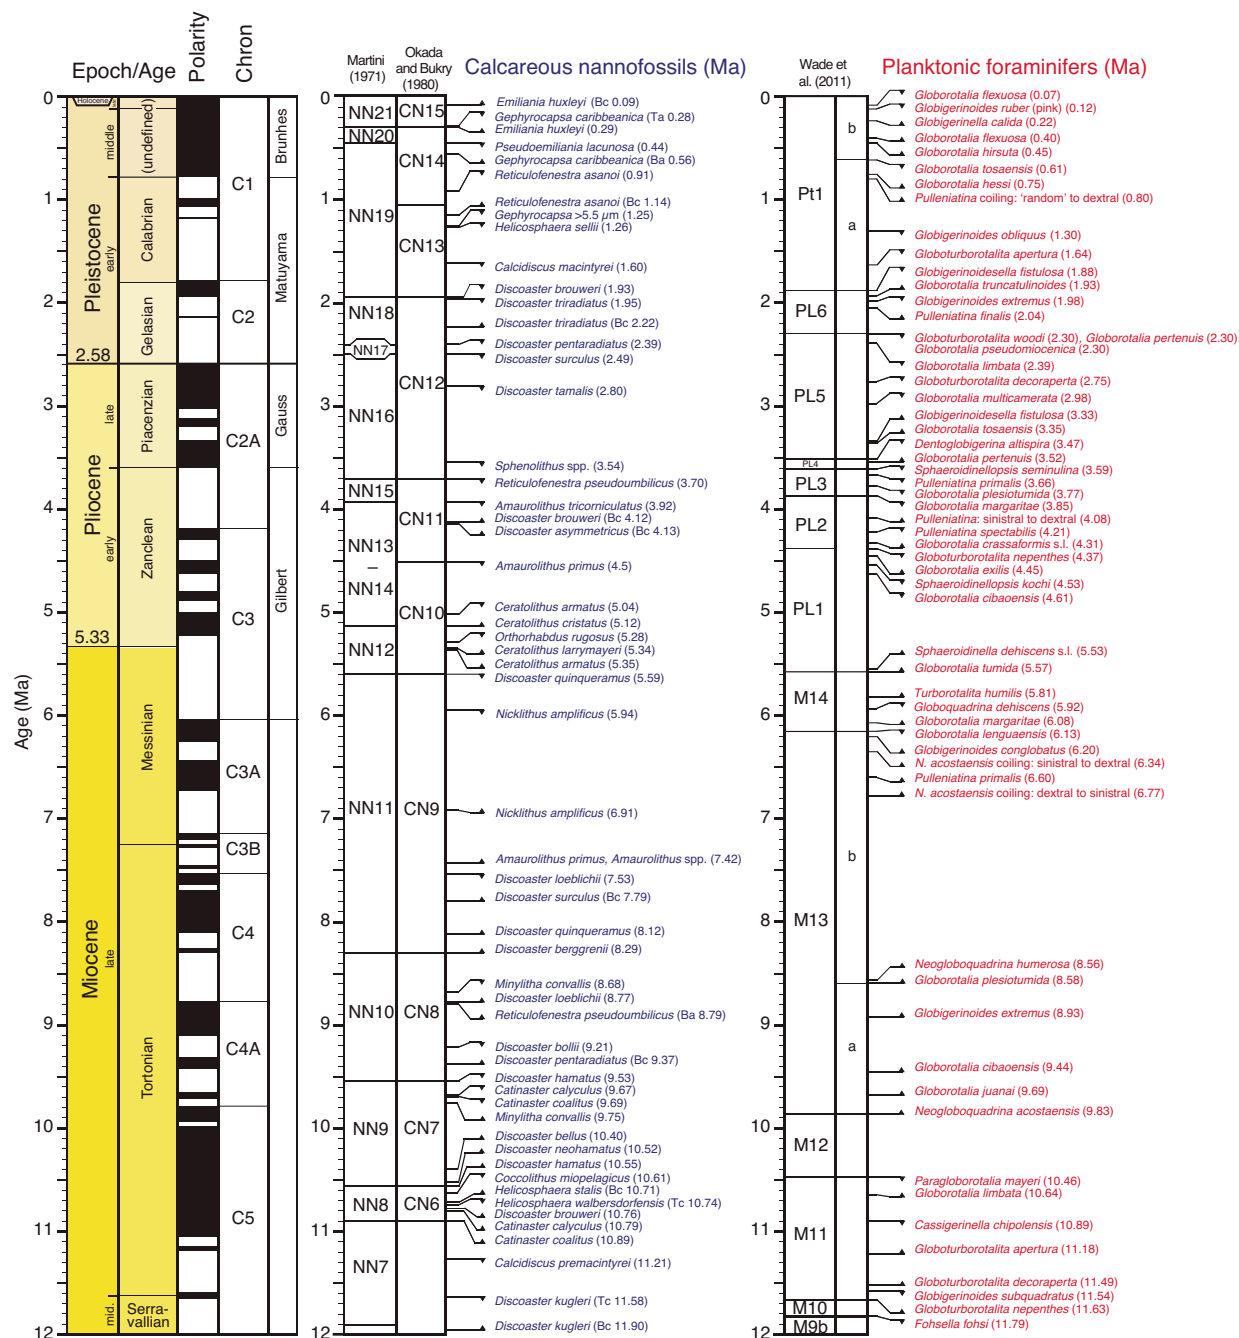 Epoch/Age
Polarity
Chron
Martini
(1971)
Okada
and Bukry
(1980)
Calcareous nannofossils (Ma)
Wade et
al. (2011)
Planktonic foraminifers (Ma)
Age (Ma)
Holocene
Pleistocene
middle
early
2.58
Pliocene
late
early
5.33
Miocene
late
mid.
(undefined)
Calabrian
Gelasian
Piacenzian
Zanclean
Messinian
Tortonian
Serra-
vallian
C1
C2
C2A
C3
C3A
C3B
C4
C4A
C5
Brunhes
Matuyama
Gauss
Gilbert
0
1
2
3
4
5
6
7
8
9
10
11
12
NN21
NN20
NN19
NN18
NN17
NN16
NN15
NN13
–
NN14
NN12
NN11
NN10
NN9
NN8
NN7
CN15
CN14
CN13
CN12
CN11
CN10
CN9
CN8
CN7
CN6
Emiliania huxleyi (Bc 0.09)
Gephyrocapsa caribbeanica (Ta 0.28)
Emiliania huxleyi (0.29)
Pseudoemiliania lacunosa (0.44)
Gephyrocapsa caribbeanica (Ba 0.56)
Reticulofenestra asanoi (0.91)
Reticulofenestra asanoi (Bc 1.14)
Gephyrocapsa >5.5 µm (1.25)
Helicosphaera sellii (1.26)
Calcidiscus macintyrei (1.60)
Discoaster brouweri (1.93)
Discoaster triradiatus (1.95)
Discoaster triradiatus (Bc 2.22)
Discoaster pentaradiatus (2.39)
Discoaster surculus (2.49)
Discoaster tamalis (2.80)
Sphenolithus spp. (3.54)
Reticulofenestra pseudoumbilicus (3.70)
Amaurolithus tricorniculatus (3.92)
Discoaster brouweri (Bc 4.12)
Discoaster asymmetricus (Bc 4.13)
Amaurolithus primus (4.5)
Ceratolithus armatus (5.04)
Ceratolithus cristatus (5.12)
Orthorhabdus rugosus (5.28)
Ceratolithus larrymayeri (5.34)
Ceratolithus armatus (5.35)
Discoaster quinqueramus (5.59)
Nicklithus amplificus (5.94)
Nicklithus amplificus (6.91)
Amaurolithus primus, Amaurolithus spp. (7.42)
Discoaster loeblichii (7.53)
Discoaster surculus (Bc 7.79)
Discoaster quinqueramus (8.12)
Discoaster berggrenii (8.29)
Minylitha convallis (8.68)
Discoaster loeblichii (8.77)
Reticulofenestra pseudoumbilicus (Ba 8.79)
Discoaster bollii (9.21)
Discoaster pentaradiatus (Bc 9.37)
Discoaster hamatus (9.53)
Catinaster calyculus (9.67)
Catinaster coalitus (9.69)
Minylitha convallis (9.75)
Discoaster bellus (10.40)
Discoaster neohamatus (10.52)
Discoaster hamatus (10.55)
Coccolithus miopelagicus (10.61)
Helicosphaera stalis (Bc 10.71)
Helicosphaera walbersdorfensis (Tc 10.74)
Discoaster brouweri (10.76)
Catinaster calyculus (10.79)
Catinaster coalitus (10.89)
Calcidiscus premacintyrei (11.21)
Discoaster kugleri (Tc 11.58)
Discoaster kugleri (Bc 11.90)
0
1
2
3
4
5
6
7
8
9
10
11
12
0
1
2
3
4
5
6
7
8
9
10
11
12
Pt1
PL6
PL5
PL4
PL3
PL2
PL1
M14
M13
M12
M11
M10
M9b
b
a
b
a
Globorotalia flexuosa (0.07)
Globigerinoides ruber (pink) (0.12)
Globigerinella calida (0.22)
Globorotalia flexuosa (0.40)
Globorotalia hirsuta (0.45)
Globorotalia tosaensis (0.61)
Globorotalia hessi (0.75)
Pulleniatina coiling: 'random' to dextral (0.80)
Globigerinoides obliquus (1.30)
Globoturborotalita apertura (1.64)
Globigerinoidesella fistulosa (1.88)
Globorotalia truncatulinoides (1.93)
Globigerinoides extremus (1.98)
Pulleniatina finalis (2.04)
Globoturborotalita woodi (2.30), Globorotalia pertenuis (2.30)
Globorotalia pseudomiocenica (2.30)
Globorotalia limbata (2.39)
Globoturborotalita decoraperta (2.75)
Globorotalia multicamerata (2.98)
Globigerinoidesella fistulosa (3.33)
Globorotalia tosaensis (3.35)
Dentoglobigerina altispira (3.47)
Globorotalia pertenuis (3.52)
Sphaeroidinellopsis seminulina (3.59)
Pulleniatina primalis (3.66)
Globorotalia plesiotumida (3.77)
Globorotalia margaritae (3.85)
Pulleniatina: sinistral to dextral (4.08)
Pulleniatina spectabilis (4.21)
Globorotalia crassaformis s.l. (4.31)
Globoturborotalita nepenthes (4.37)
Globorotalia exilis (4.45)
Sphaeroidinellopsis kochi (4.53)
Globorotalia cibaoensis (4.61)
Sphaeroidinella dehiscens s.l. (5.53)
Globorotalia tumida (5.57)
Turborotalita humilis (5.81)
Globoquadrina dehiscens (5.92)
Globorotalia margaritae (6.08)
Globorotalia lenguaensis (6.13)
Globigerinoides conglobatus (6.20)
N. acostaensis coiling: sinistral to dextral (6.34)
Pulleniatina primalis (6.60)
N. acostaensis coiling: dextral to sinistral (6.77)
Neogloboquadrina humerosa (8.56)
Globorotalia plesiotumida (8.58)
Globigerinoides extremus (8.93)
Globorotalia cibaoensis (9.44)
Globorotalia juanai (9.69)
Neogloboquadrina acostaensis (9.83)
Paragloborotalia mayeri (10.46)
Globorotalia limbata (10.64)
Cassigerinella chipolensis (10.89)
Globoturborotalita apertura (11.18)
Globoturborotalita decoraperta (11.49)
Globigerinoides subquadratus (11.54)
Globoturborotalita nepenthes (11.63)
Fohsella fohsi (11.79)